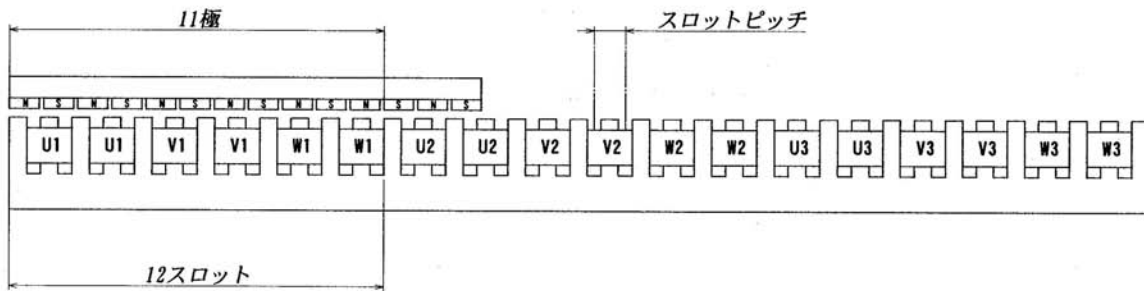 11極
スロットピッチ
N S N S N S N S N S N S N S
U1 U1 V1 V1 W1 W1 U2 U2 V2 V2 W2 W2 U3 U3 V3 V3 W3 W3
12スロット